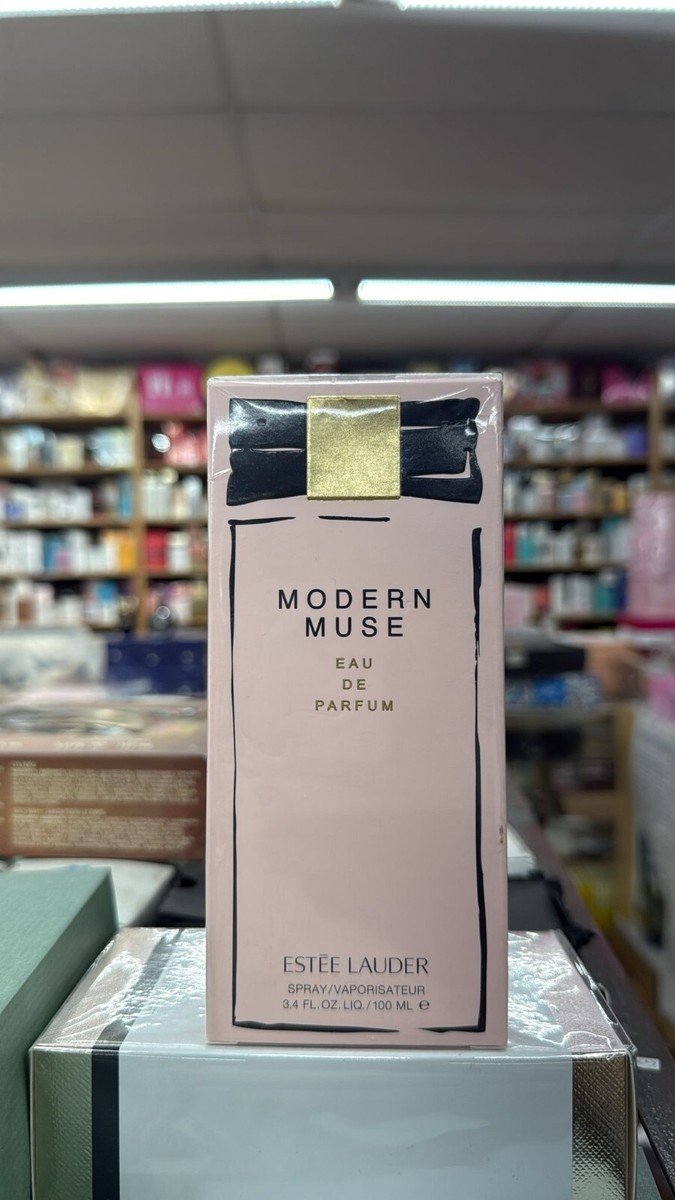 MODERN
MUSE
EAU
DE
PARFUM
ESTĒE LAUDER
SPRAY/VAPORISATEUR
3.4 FL. OZ. LIQ./100 ML ℮